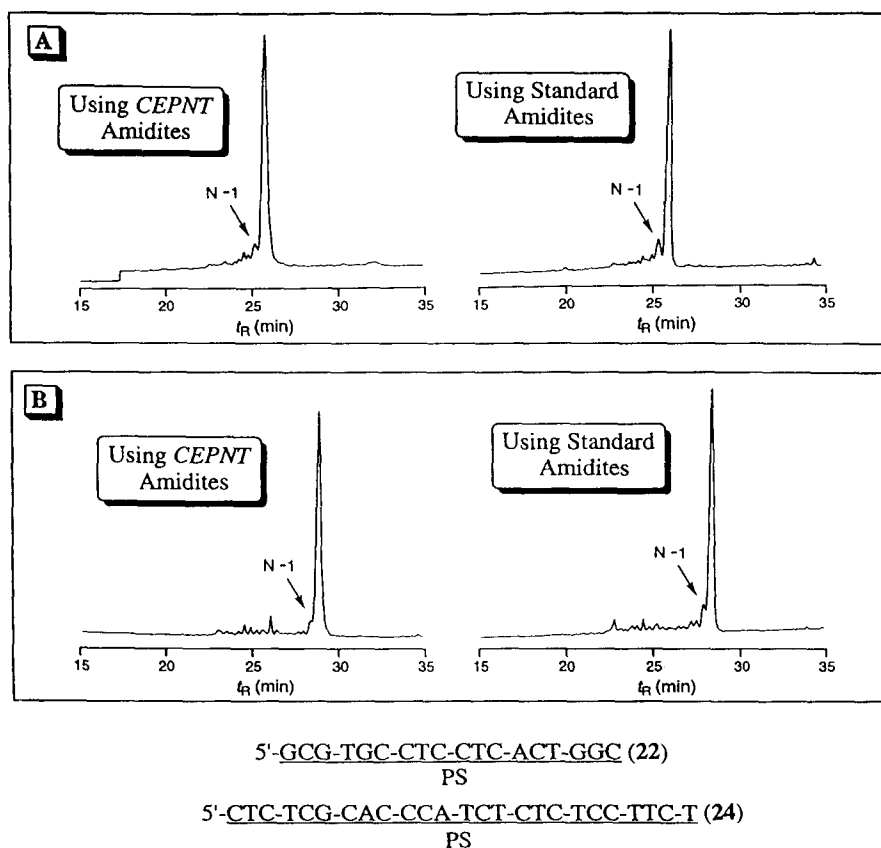 A
Using CEPNT
Amidites
N -1
15 20 25 30 35
tR (min)
Using Standard
Amidites
N -1
15 20 25 30 35
tR (min)
B
Using CEPNT
Amidites
N -1
15 20 25 30 35
tR (min)
Using Standard
Amidites
N -1
15 20 25 30 35
tR (min)
5'-GCG-TGC-CTC-CTC-ACT-GGC (22)
PS
5'-CTC-TCG-CAC-CCA-TCT-CTC-TCC-TTC-T (24)
PS